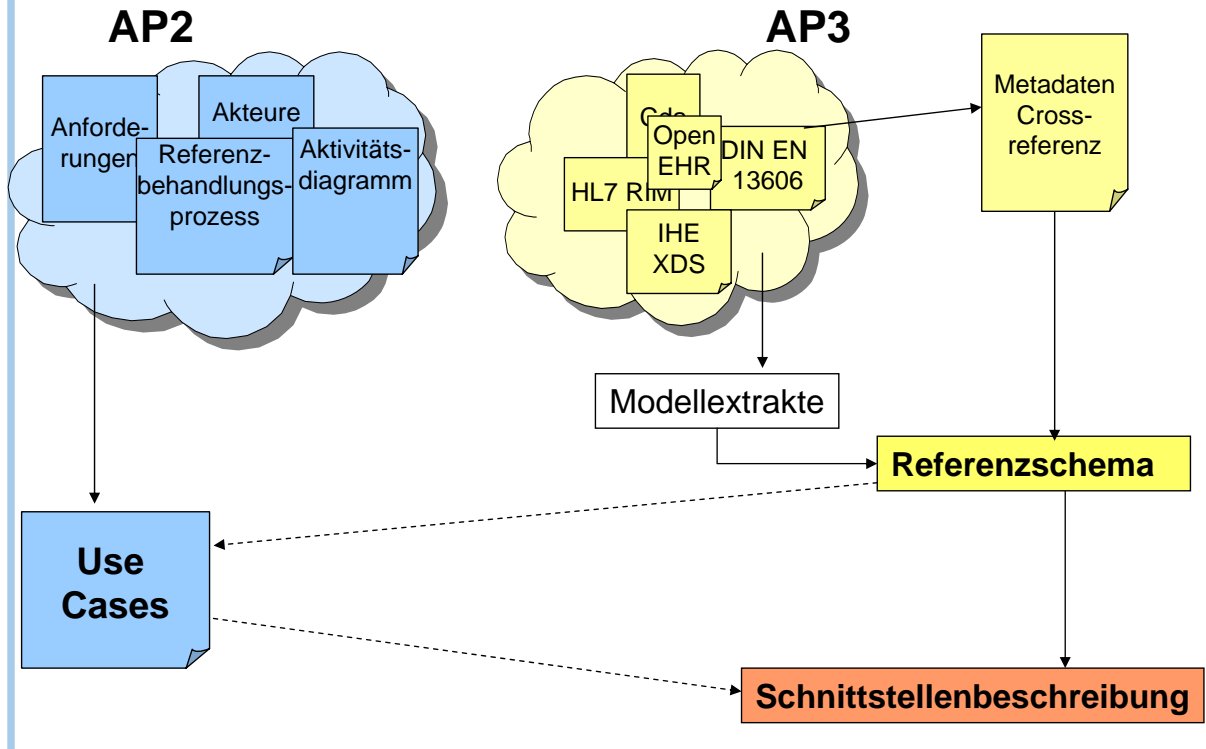 AP2
AP3
Anforde-
rungen
Akteure
Referenz-
behandlungs-
prozess
Aktivitäts-
diagramm
Open
EHR
DIN EN
13606
HL7 RIM
IHE
XDS
Metadaten
Cross-
referenz
Modellextrakte
Referenzschema
Use
Cases
Schnittstellenbeschreibung